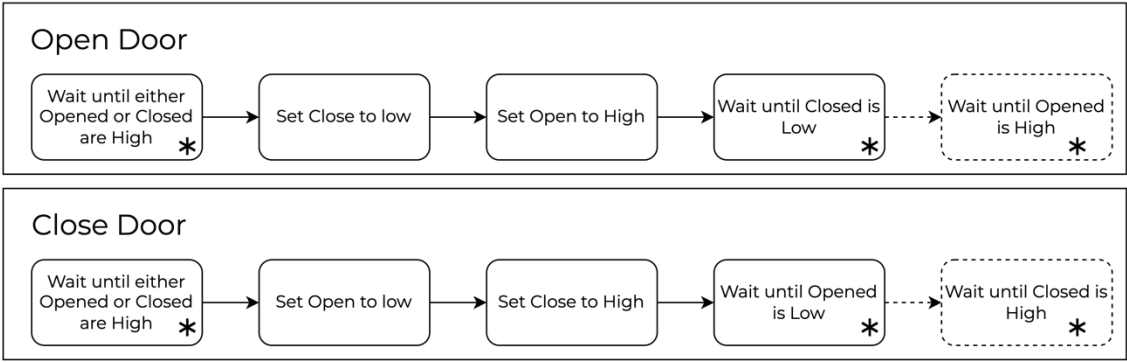 Open Door
Wait until either
Opened or Closed
are High
*
Set Close to low
Set Open to High
Wait until Closed is
Low
*
Wait until Opened
is High
*
Close Door
Wait until either
Opened or Closed
are High
*
Set Open to low
Set Close to High
Wait until Opened
is Low
*
Wait until Closed is
High
*